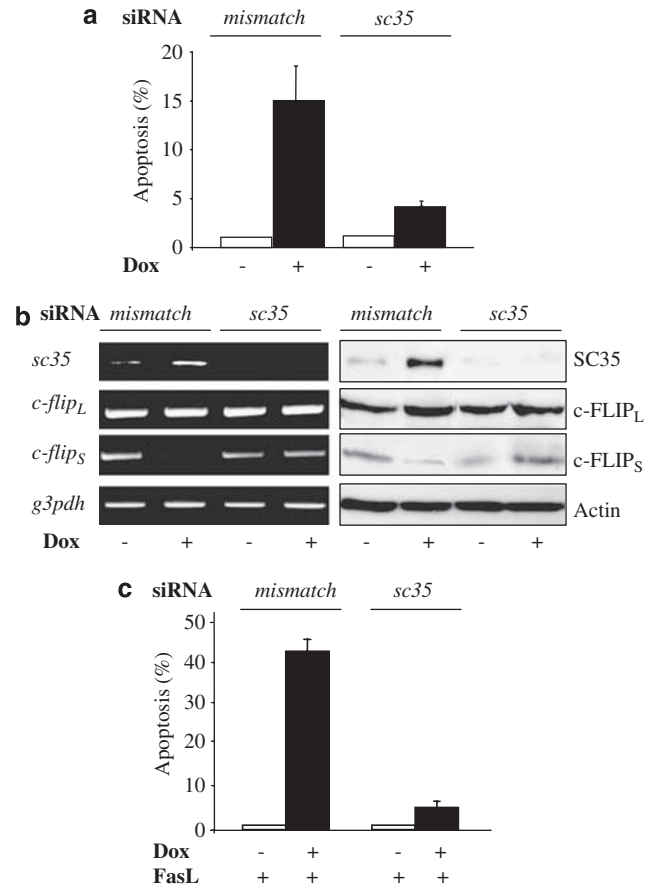 a siRNA mismatch sc35
20
15
10
5
0
Apoptosis (%)
Dox - + - +
b siRNA mismatch sc35 mismatch sc35
sc35 SC35
c-flipL c-FLIPL
c-flipS c-FLIPS
g3pdh Actin
Dox - + - + - + - +
c siRNA mismatch sc35
50
40
30
20
10
0
Apoptosis (%)
Dox - + - +
FasL + + + +